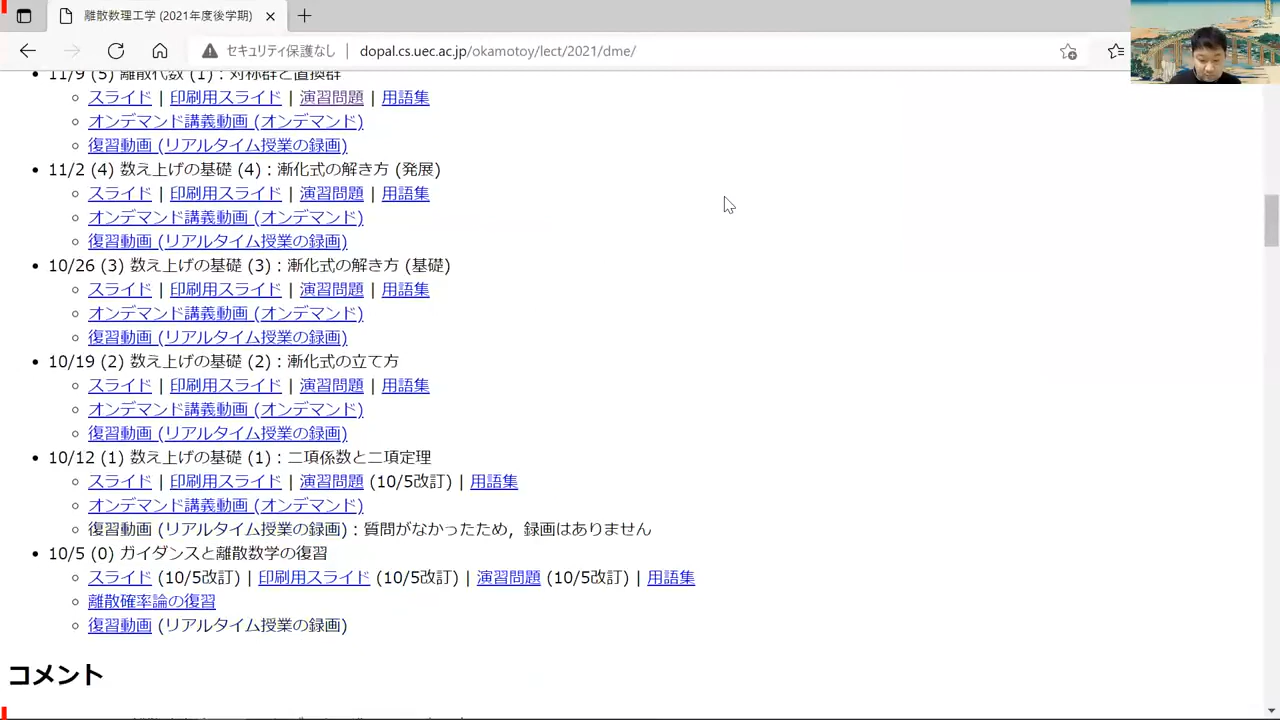 離散数理工学 (2021年度後学期)
セキュリティ保護なし | dopal.cs.uec.ac.jp/okamotoy/lect/2021/dme/
11/9 (5) 離散代数 (1) : 対称群と置換群
スライド | 印刷用スライド | 演習問題 | 用語集
オンデマンド講義動画 (オンデマンド)
復習動画 (リアルタイム授業の録画)
11/2 (4) 数え上げの基礎 (4) : 漸化式の解き方 (発展)
スライド | 印刷用スライド | 演習問題 | 用語集
オンデマンド講義動画 (オンデマンド)
復習動画 (リアルタイム授業の録画)
10/26 (3) 数え上げの基礎 (3) : 漸化式の解き方 (基礎)
スライド | 印刷用スライド | 演習問題 | 用語集
オンデマンド講義動画 (オンデマンド)
復習動画 (リアルタイム授業の録画)
10/19 (2) 数え上げの基礎 (2) : 漸化式の立て方
スライド | 印刷用スライド | 演習問題 | 用語集
オンデマンド講義動画 (オンデマンド)
復習動画 (リアルタイム授業の録画)
10/12 (1) 数え上げの基礎 (1) : 二項係数と二項定理
スライド | 印刷用スライド | 演習問題 (10/5改訂) | 用語集
オンデマンド講義動画 (オンデマンド)
復習動画 (リアルタイム授業の録画) : 質問がなかったため，録画はありません
10/5 (0) ガイダンスと離散数学の復習
スライド (10/5改訂) | 印刷用スライド (10/5改訂) | 演習問題 (10/5改訂) | 用語集
離散確率論の復習
復習動画 (リアルタイム授業の録画)
コメント